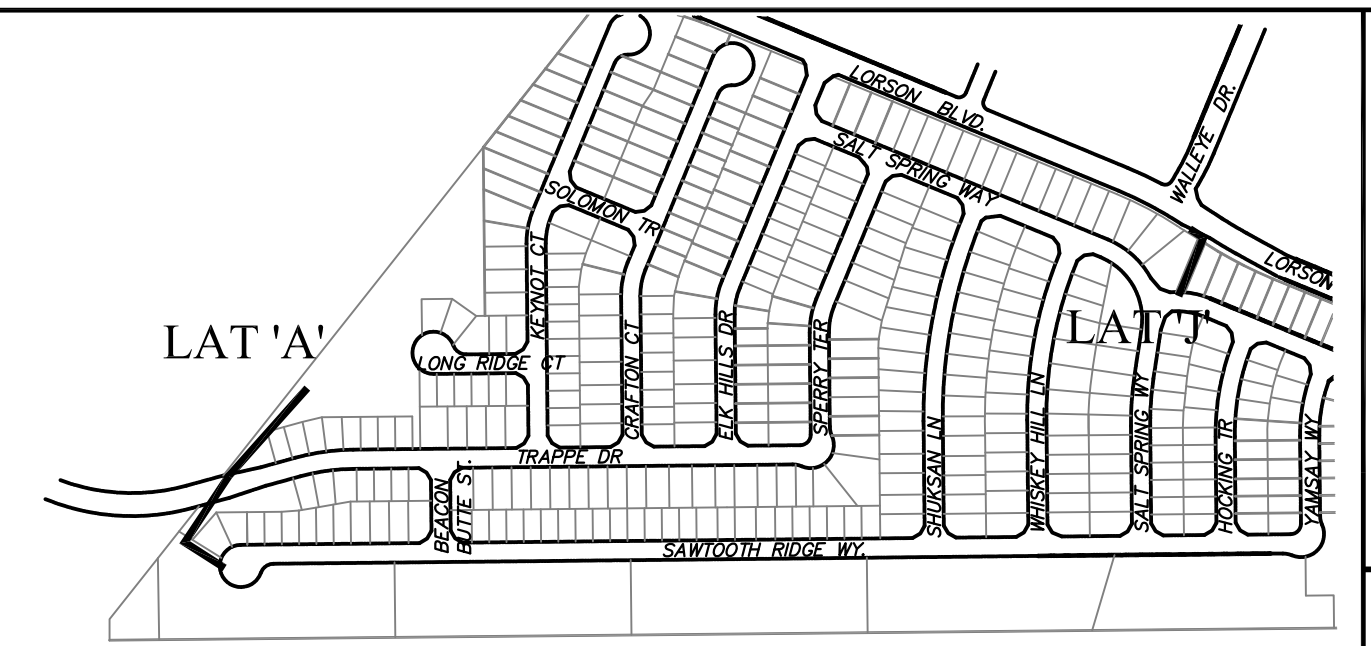 LORSON BLVD.
WALLEYE DR.
SALT SPRING WAY
SOLOMON TR
LORSON
KEYNOT CT
LAT 'A'
LAT 'J'
LONG RIDGE CT
CRAFTON CT
ELK HILLS DR
SPERRY TER
SHUKSAN LN
WHISKEY HILL LN
SALT SPRING WY
HOCKING TR
YAMSAY WY
TRAPPE DR
BEACON
BUTTE ST.
SAWTOOTH RIDGE WY.